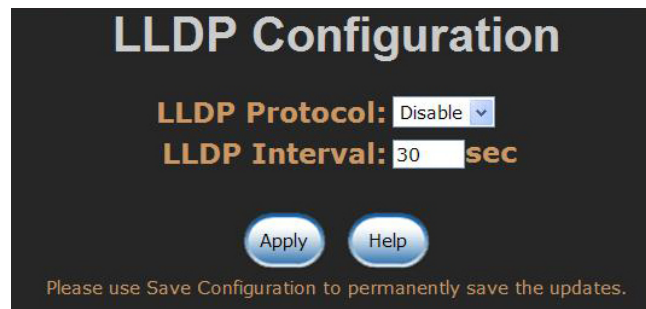 LLDP Configuration
LLDP Protocol: Disable
LLDP Interval: 30 sec
Apply Help
Please use Save Configuration to permanently save the updates.